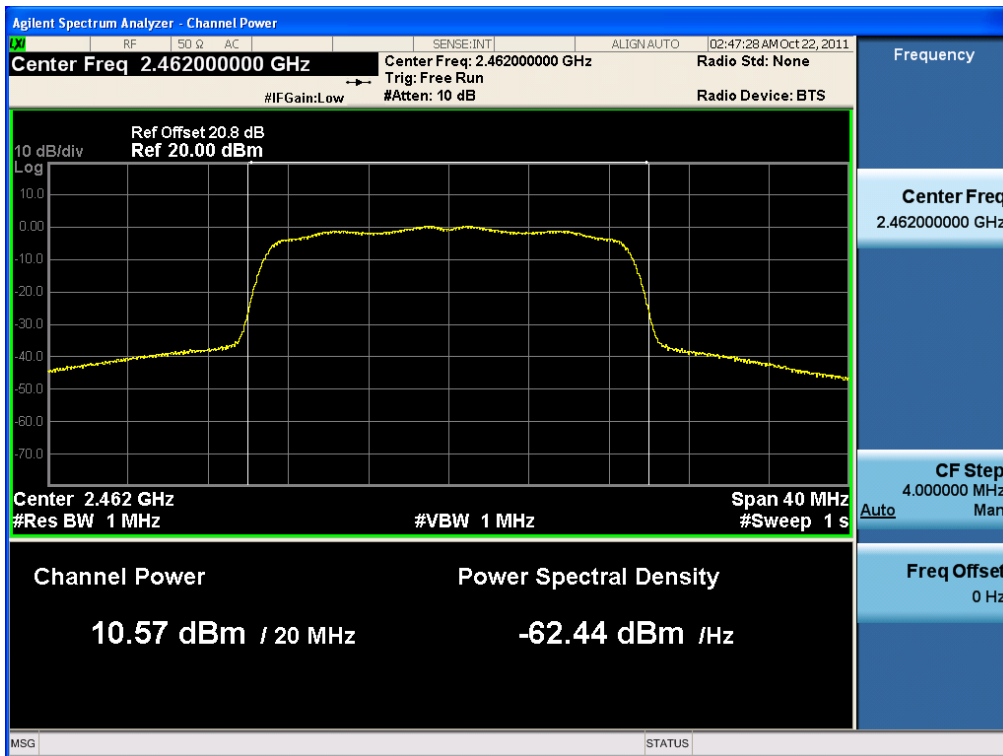 Agilent Spectrum Analyzer - Channel Power
LXI RF 50 Ω AC SENSE:INT ALIGNAUTO 02:47:28 AM Oct 22, 2011
Center Freq 2.462000000 GHz
#IFGain:Low
Center Freq: 2.462000000 GHz
Trig: Free Run
#Atten: 10 dB
Radio Std: None
Radio Device: BTS
Ref Offset 20.8 dB
10 dB/div Ref 20.00 dBm
Log
10.0
0.00
-10.0
-20.0
-30.0
-40.0
-50.0
-60.0
-70.0
Center 2.462 GHz Span 40 MHz
#Res BW 1 MHz #VBW 1 MHz #Sweep 1 s
Channel Power Power Spectral Density
10.57 dBm / 20 MHz -62.44 dBm /Hz
MSG STATUS
Frequency
Center Freq
2.462000000 GHz
CF Step
4.000000 MHz
Auto Man
Freq Offset
0 Hz